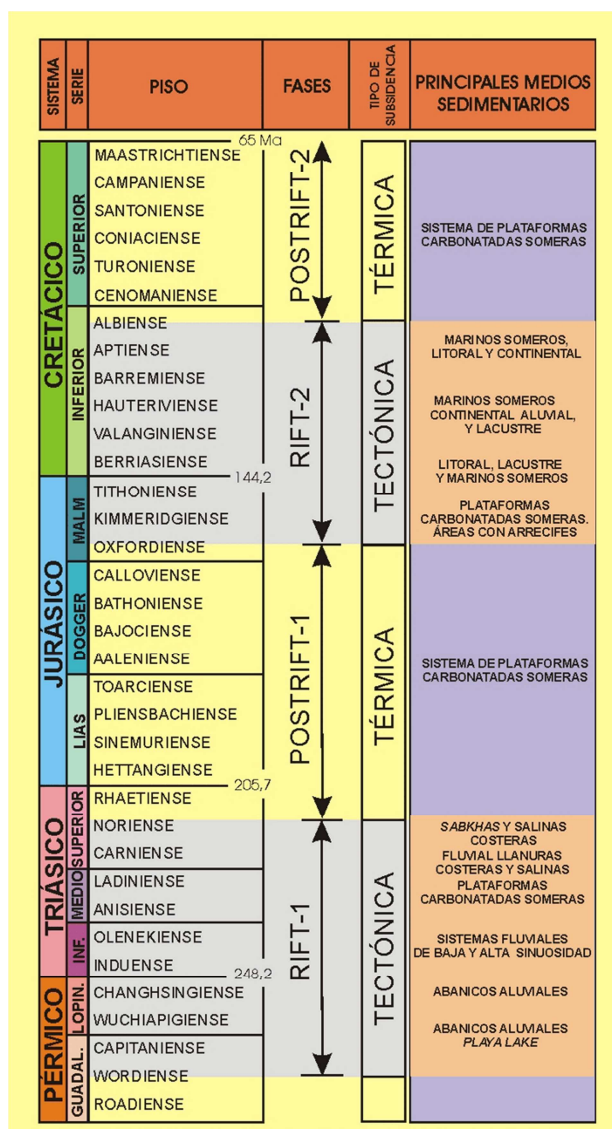 SISTEMA
SERIE
PISO
FASES
TIPO DE
SUBSIDENCIA
PRINCIPALES MEDIOS
SEDIMENTARIOS
65 Ma
CRETÁCICO
SUPERIOR
MAASTRICHTIENSE
CAMPANIENSE
SANTONIENSE
CONIACIENSE
TURONIENSE
CENOMANIENSE
INFERIOR
ALBIENSE
APTIENSE
BARREMIENSE
HAUTERIVIENSE
VALANGINIENSE
BERRIASIENSE
144,2
JURÁSICO
MALM
TITHONIENSE
KIMMERIDGIENSE
OXFORDIENSE
DOGGER
CALLOVIENSE
BATHONIENSE
BAJOCIENSE
AALENIENSE
LIAS
TOARCIENSE
PLIENSBACHIENSE
SINEMURIENSE
HETTANGIENSE
205,7
TRIÁSICO
SUPERIOR
RHAETIENSE
NORIENSE
CARNIENSE
MEDIO
LADINIENSE
ANISIENSE
INF.
OLENEKIENSE
INDUENSE
248,2
PÉRMICO
LOPIN.
CHANGHSINGIENSE
WUCHIAPIGIENSE
GUADAL.
CAPITANIENSE
WORDIENSE
ROADIENSE
POSTRIFT-2
RIFT-2
POSTRIFT-1
RIFT-1
TÉRMICA
TECTÓNICA
TÉRMICA
TECTÓNICA
SISTEMA DE PLATAFORMAS
CARBONATADAS SOMERAS
MARINOS SOMEROS,
LITORAL Y CONTINENTAL
MARINOS SOMEROS
CONTINENTAL ALUVIAL,
Y LACUSTRE
LITORAL, LACUSTRE
Y MARINOS SOMEROS
PLATAFORMAS
CARBONATADAS SOMERAS.
ÁREAS CON ARRECIFES
SISTEMA DE PLATAFORMAS
CARBONATADAS SOMERAS
SABKHAS Y SALINAS
COSTERAS
FLUVIAL LLANURAS
COSTERAS Y SALINAS
PLATAFORMAS
CARBONATADAS SOMERAS
SISTEMAS FLUVIALES
DE BAJA Y ALTA SINUOSIDAD
ABANICOS ALUVIALES
ABANICOS ALUVIALES
PLAYA LAKE